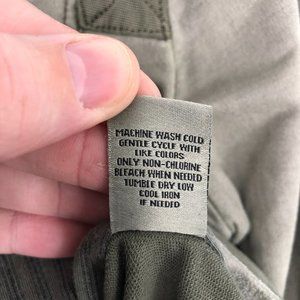 MACHINE WASH COLD
GENTLE CYCLE WITH
LIKE COLORS
ONLY NON-CHLORINE
BLEACH WHEN NEEDED
TUMBLE DRY LOW
COOL IRON
IF NEEDED